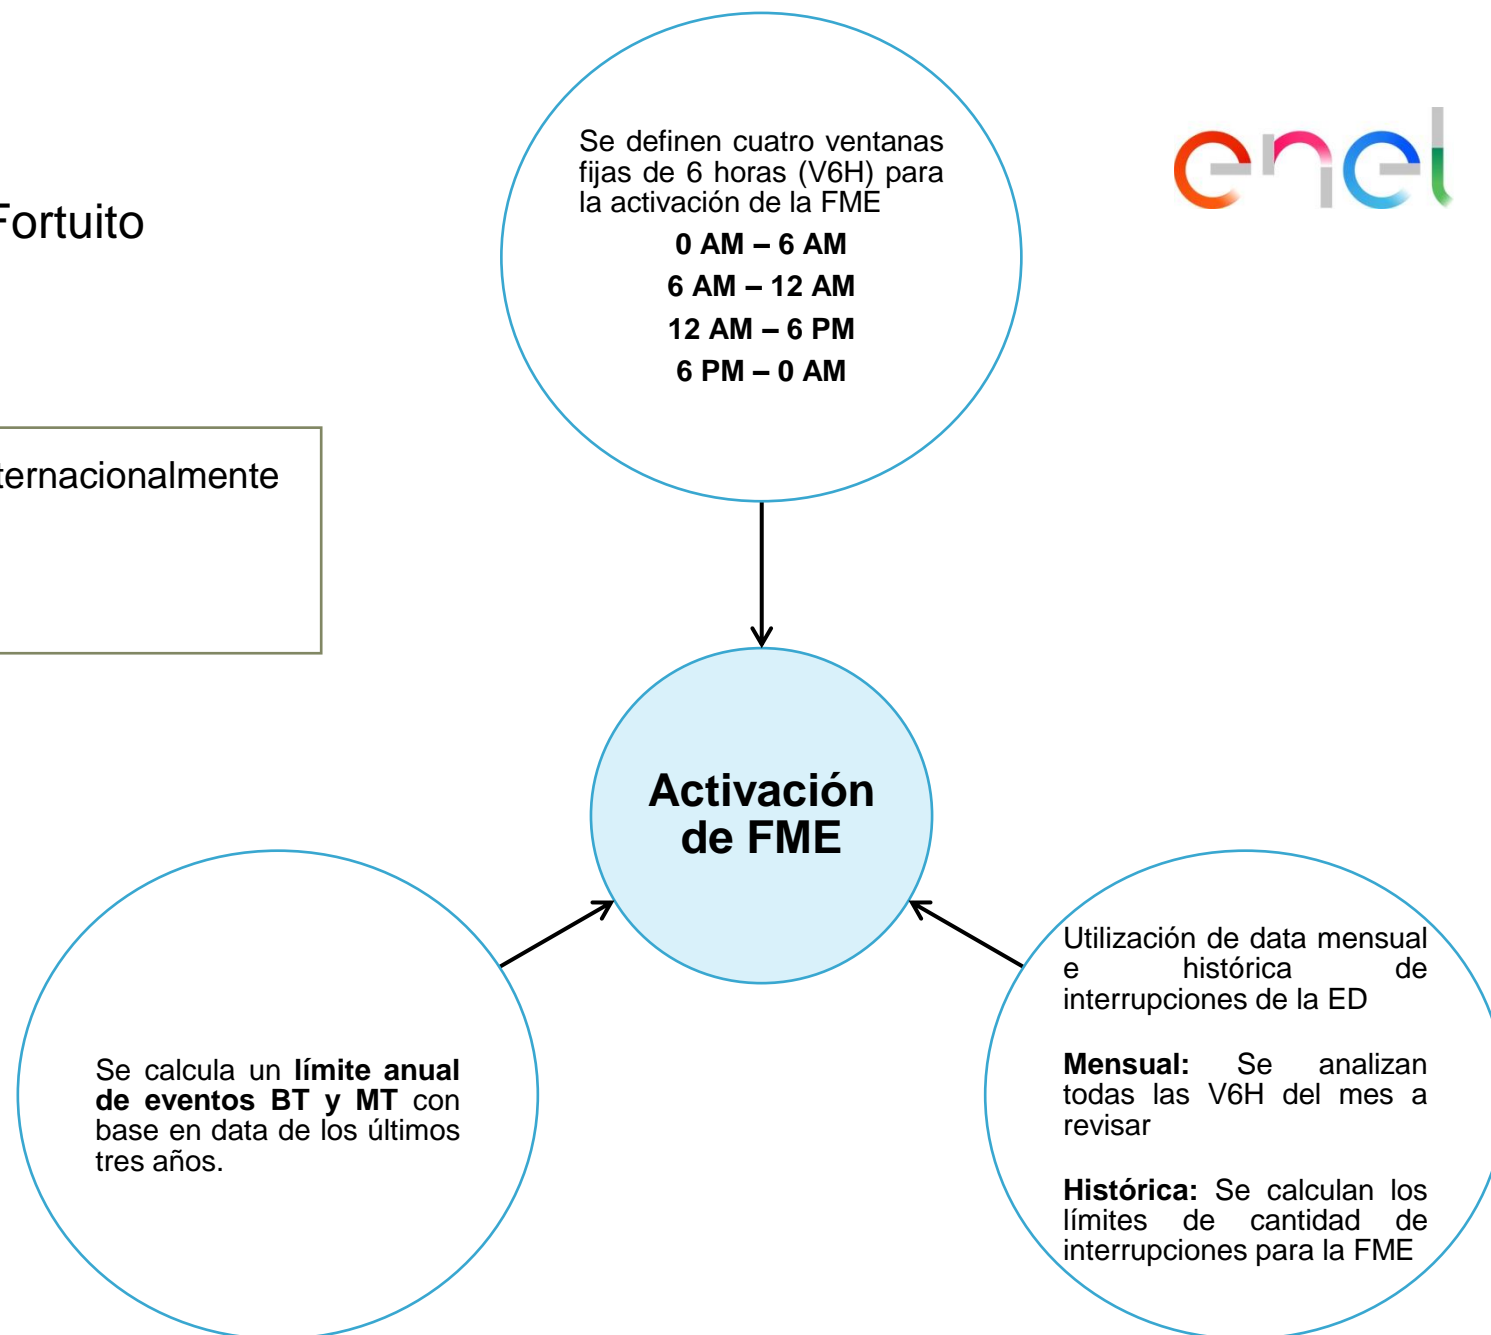 Fortuito
ternacionalmente
Se definen cuatro ventanas
fijas de 6 horas (V6H) para
la activación de la FME
0 AM – 6 AM
6 AM – 12 AM
12 AM – 6 PM
6 PM – 0 AM
enel
Activación
de FME
Se calcula un límite anual
de eventos BT y MT con
base en data de los últimos
tres años.
Utilización de data mensual
e histórica de
interrupciones de la ED
Mensual: Se analizan
todas las V6H del mes a
revisar
Histórica: Se calculan los
límites de cantidad de
interrupciones para la FME